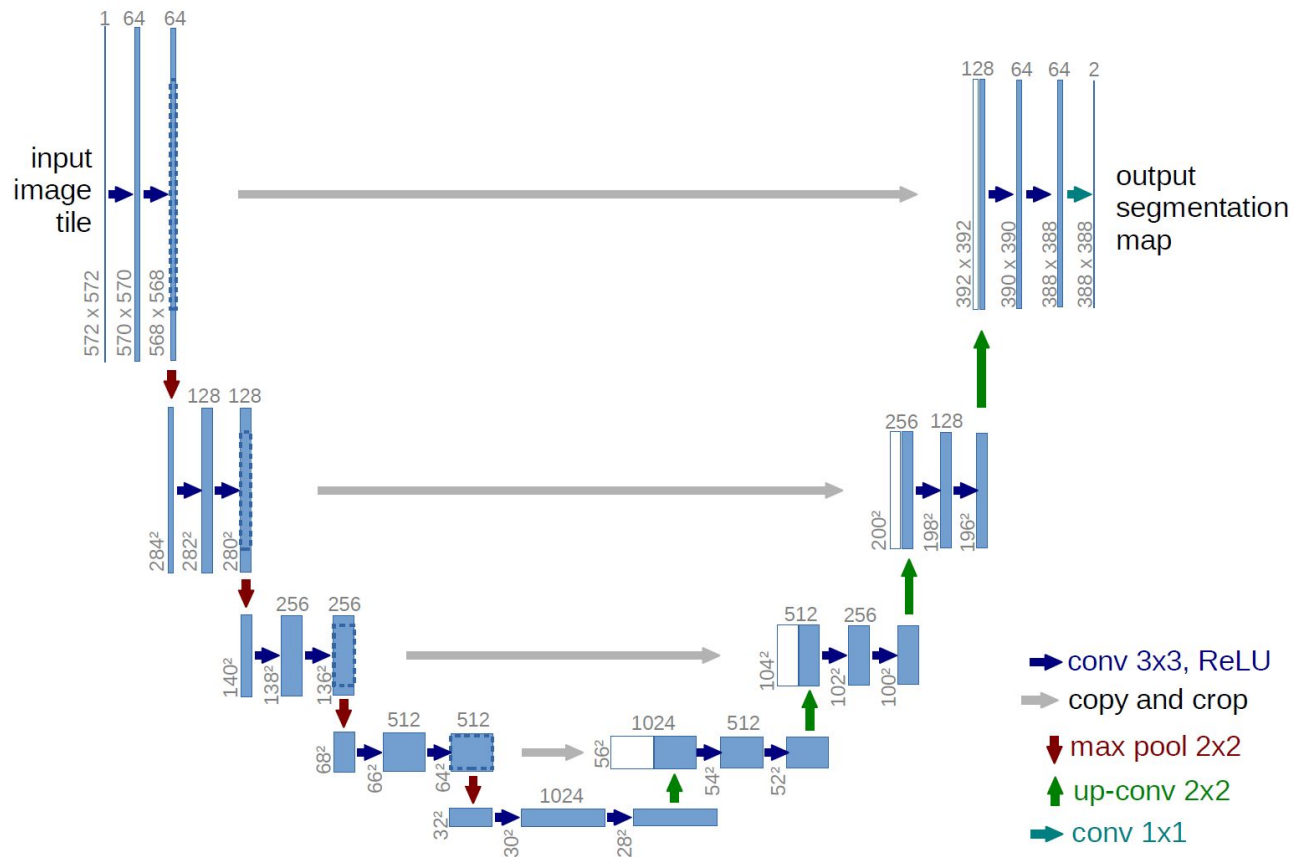 1 64 64
input
image
tile
572 x 572
570 x 570
568 x 568
128 64 64 2
output
segmentation
map
392 x 392
390 x 390
388 x 388
388 x 388
128 128
284²
282²
280²
256 128
200²
198²
196²
256 256
140²
138²
136²
512 256
104²
102²
100²
512 512
68²
66²
64²
1024 512
56²
54²
52²
1024
32²
30²
28²
conv 3x3, ReLU
copy and crop
max pool 2x2
up-conv 2x2
conv 1x1